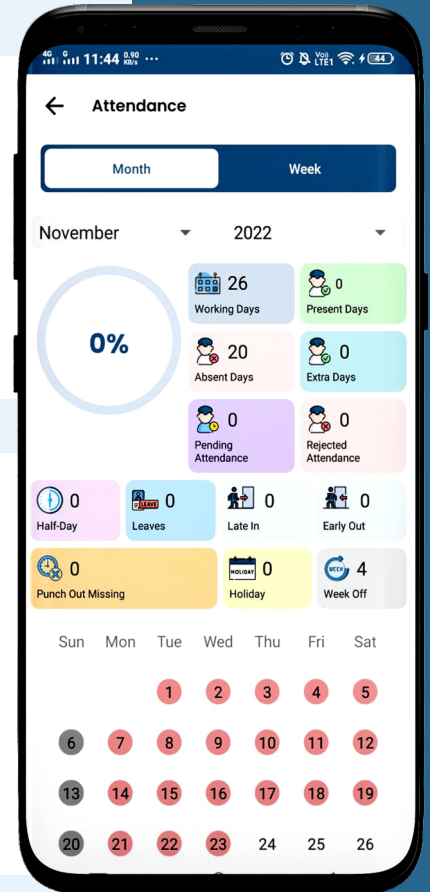 4G G 11:44 0.90 KB/s ... Vo) LTE1 44
Attendance
Month Week
November 2022
0%
26
Working Days
0
Present Days
20
Absent Days
0
Extra Days
0
Pending
Attendance
0
Rejected
Attendance
0
Half-Day
LEAVE 0
Leaves
0
Late In
0
Early Out
0
Punch Out Missing
HOLIDAY 0
Holiday
WEEK 4
Week Off
Sun Mon Tue Wed Thu Fri Sat
1 2 3 4 5
6 7 8 9 10 11 12
13 14 15 16 17 18 19
20 21 22 23 24 25 26